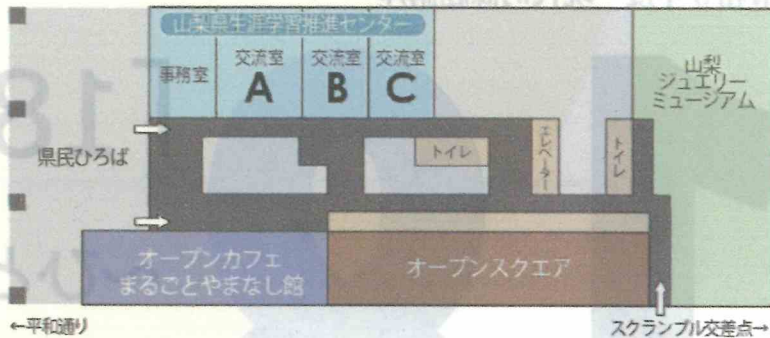 山梨県生涯学習推進センター
事務室
交流室
A
交流室
B
交流室
C
山梨
ジュエリー
ミュージアム
県民ひろば
トイレ
エレベーター
トイレ
オープンカフェ
まるごとやまなし館
オープンスクエア
←平和通り
スクランブル交差点→